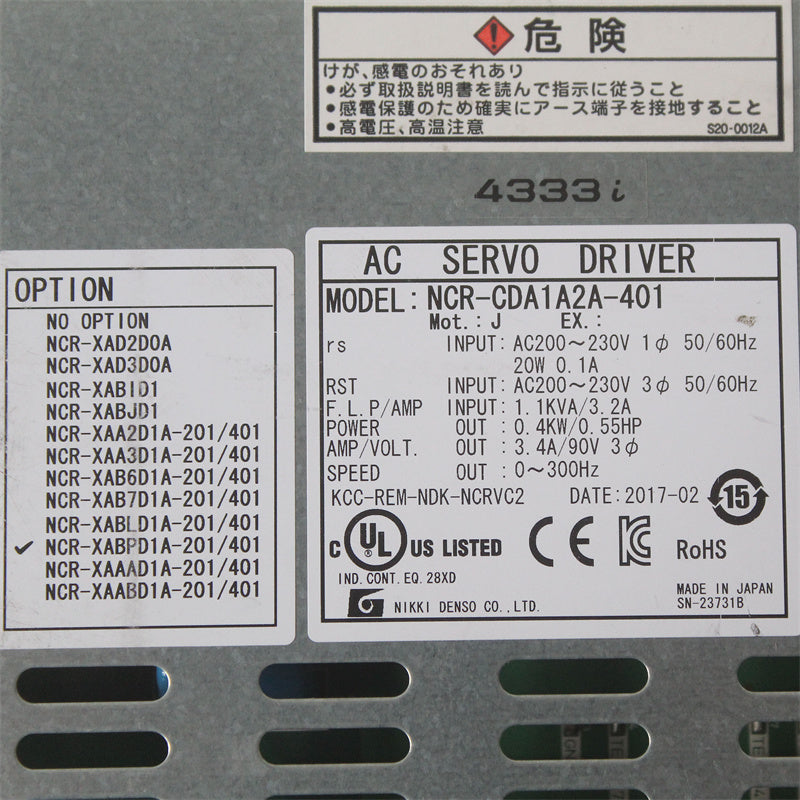 危険
けが、感電のおそれあり
●必ず取扱説明書を読んで指示に従うこと
●感電保護のため確実にアース端子を接地すること
●高電圧、高温注意
S20-0012A
4333i
OPTION
NO OPTION
NCR-XAD2D0A
NCR-XAD3D0A
NCR-XABID1
NCR-XABJD1
NCR-XAA2D1A-201/401
NCR-XAA3D1A-201/401
NCR-XAB6D1A-201/401
NCR-XAB7D1A-201/401
NCR-XABLD1A-201/401
✓ NCR-XABPD1A-201/401
NCR-XAAAD1A-201/401
NCR-XAABD1A-201/401
AC SERVO DRIVER
MODEL: NCR-CDA1A2A-401
Mot.: J EX.:
rs INPUT: AC200～230V 1φ 50/60Hz
20W 0.1A
RST INPUT: AC200～230V 3φ 50/60Hz
F.L.P/AMP INPUT: 1.1KVA/3.2A
POWER OUT : 0.4KW/0.55HP
AMP/VOLT. OUT : 3.4A/90V 3φ
SPEED OUT : 0～300Hz
KCC-REM-NDK-NCRVC2 DATE: 2017-02 15
C UL US LISTED CE RoHS
IND. CONT. EQ. 28XD
NIKKI DENSO CO., LTD.
MADE IN JAPAN
SN-23731B